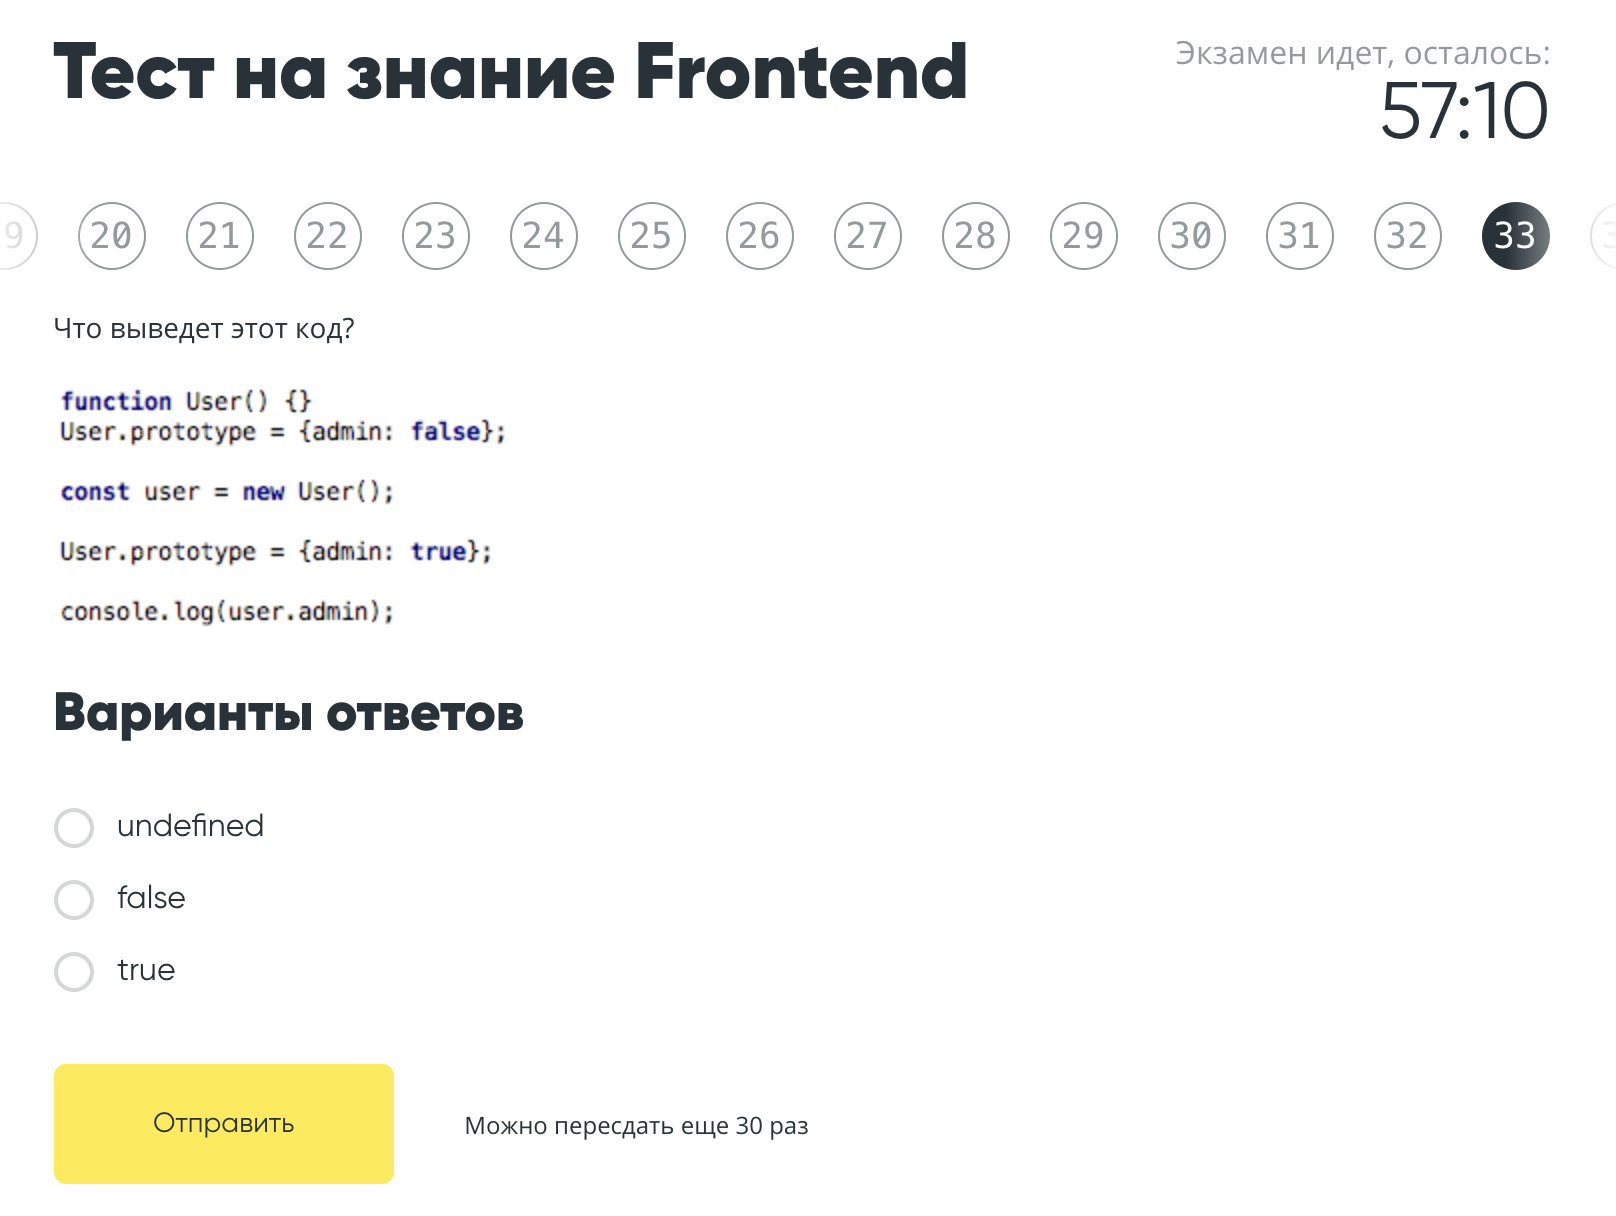 Тест на знание Frontend
Экзамен идет, осталось:
57:10
9 20 21 22 23 24 25 26 27 28 29 30 31 32 33 3
Что выведет этот код?
function User() {}
User.prototype = {admin: false};
const user = new User();
User.prototype = {admin: true};
console.log(user.admin);
Варианты ответов
undefined
false
true
Отправить
Можно пересдать еще 30 раз